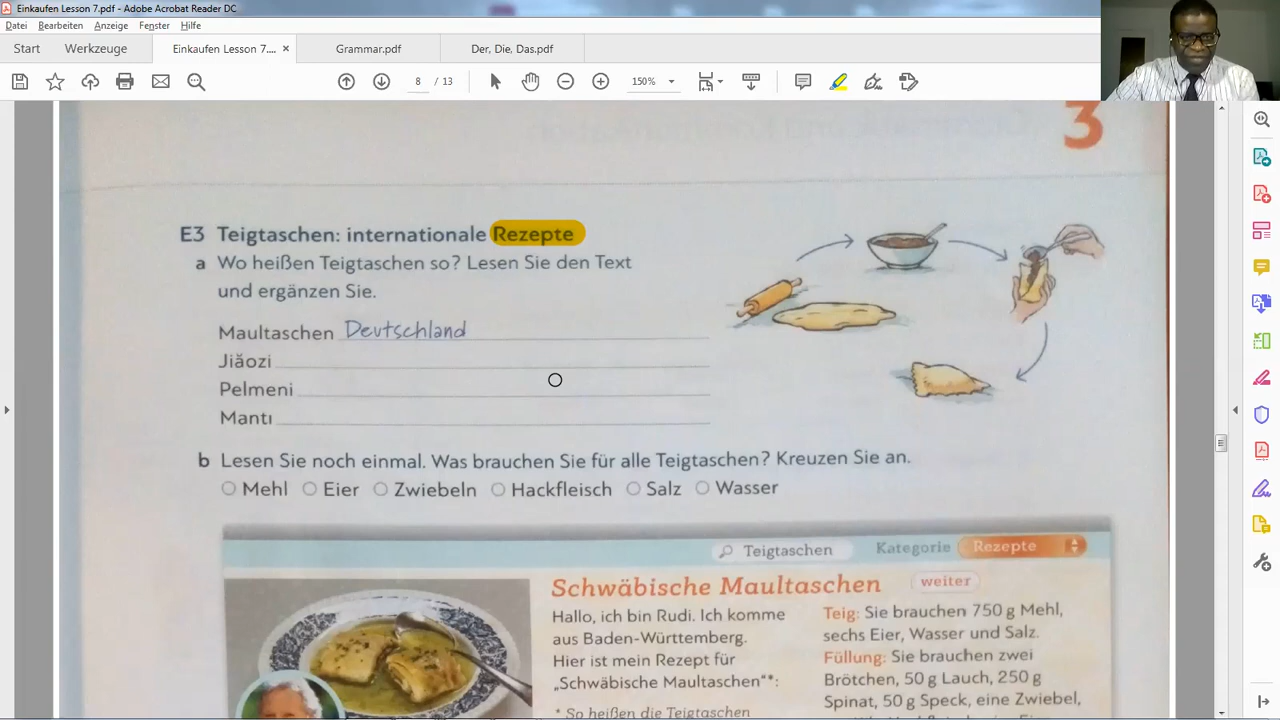 Einkaufen Lesson 7.pdf - Adobe Acrobat Reader DC
Datei Bearbeiten Anzeige Fenster Hilfe
Start Werkzeuge Einkaufen Lesson 7.... × Grammar.pdf Der, Die, Das.pdf
8 / 13 150%
3
E3 Teigtaschen: internationale Rezepte
a Wo heißen Teigtaschen so? Lesen Sie den Text
und ergänzen Sie.
Maultaschen Deutschland
Jiǎozi
Pelmeni
Mantı
b Lesen Sie noch einmal. Was brauchen Sie für alle Teigtaschen? Kreuzen Sie an.
Mehl Eier Zwiebeln Hackfleisch Salz Wasser
Teigtaschen Kategorie Rezepte
Schwäbische Maultaschen weiter
Hallo, ich bin Rudi. Ich komme
aus Baden-Württemberg.
Hier ist mein Rezept für
„Schwäbische Maultaschen“*:
* So heißen die Teigtaschen
Teig: Sie brauchen 750 g Mehl,
sechs Eier, Wasser und Salz.
Füllung: Sie brauchen zwei
Brötchen, 50 g Lauch, 250 g
Spinat, 50 g Speck, eine Zwiebel,